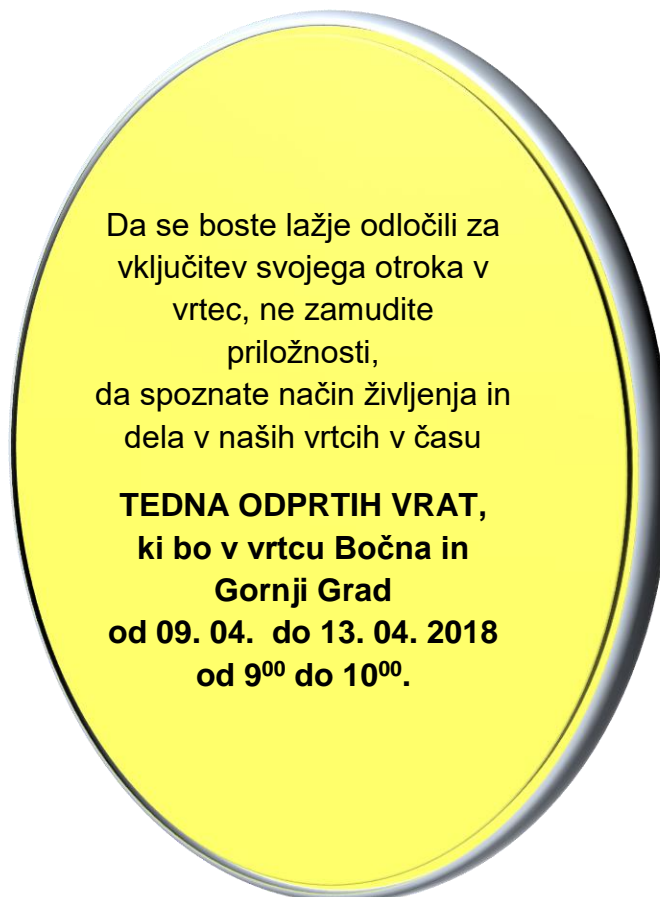 Da se boste lažje odločili za
vključitev svojega otroka v
vrtec, ne zamudite
priložnosti,
da spoznate način življenja in
dela v naših vrtcih v času
TEDNA ODPRTIH VRAT,
ki bo v vrtcu Bočna in
Gornji Grad
od 09. 04.  do 13. 04. 2018
od 9⁰⁰ do 10⁰⁰.